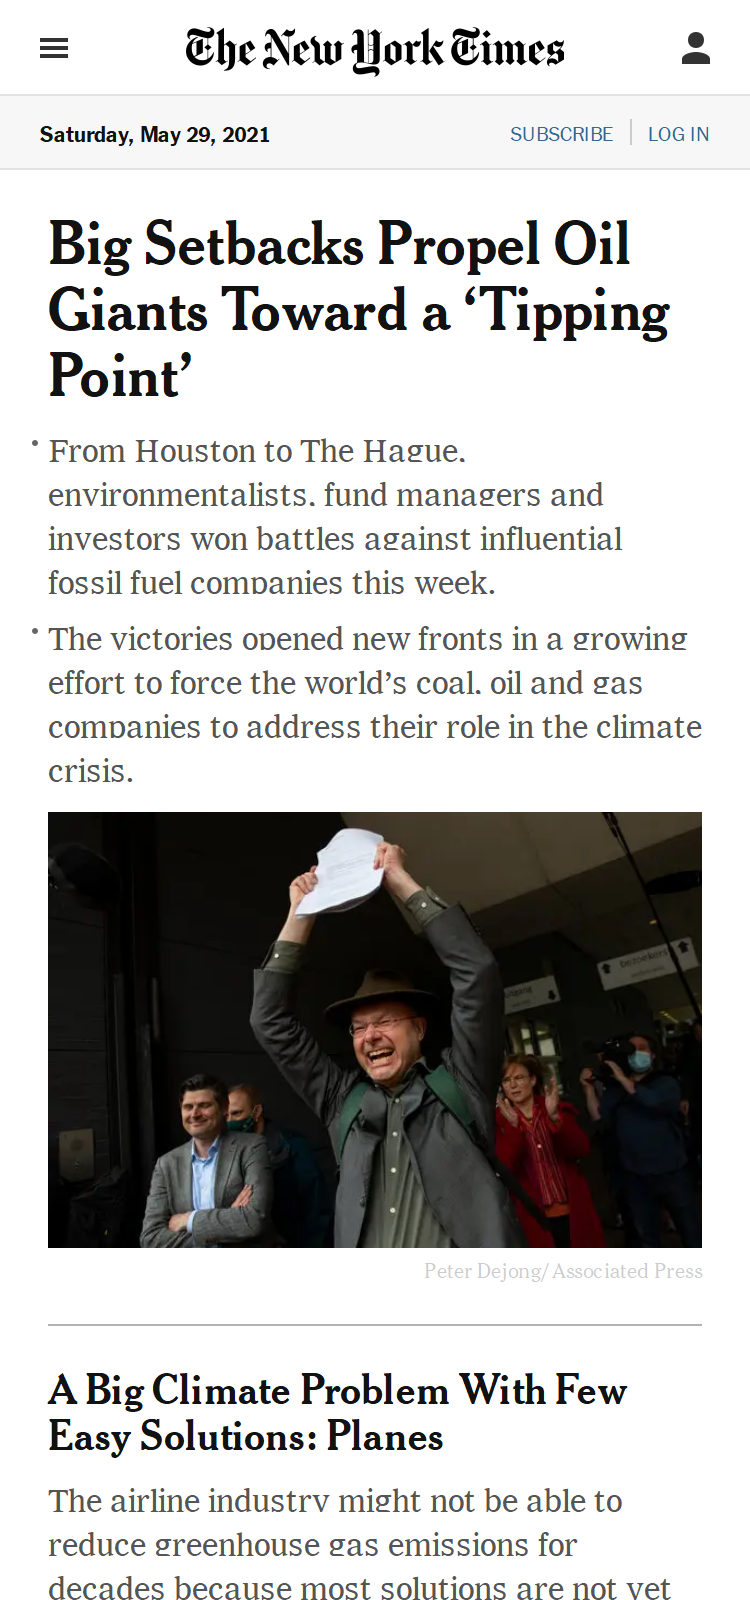 The New York Times
Saturday, May 29, 2021
SUBSCRIBE
LOG IN
Big Setbacks Propel Oil
Giants Toward a ‘Tipping
Point’
• From Houston to The Hague,
environmentalists, fund managers and
investors won battles against influential
fossil fuel companies this week.
• The victories opened new fronts in a growing
effort to force the world’s coal, oil and gas
companies to address their role in the climate
crisis.
bezoekers
Peter Dejong/Associated Press
A Big Climate Problem With Few
Easy Solutions: Planes
The airline industry might not be able to
reduce greenhouse gas emissions for
decades because most solutions are not yet